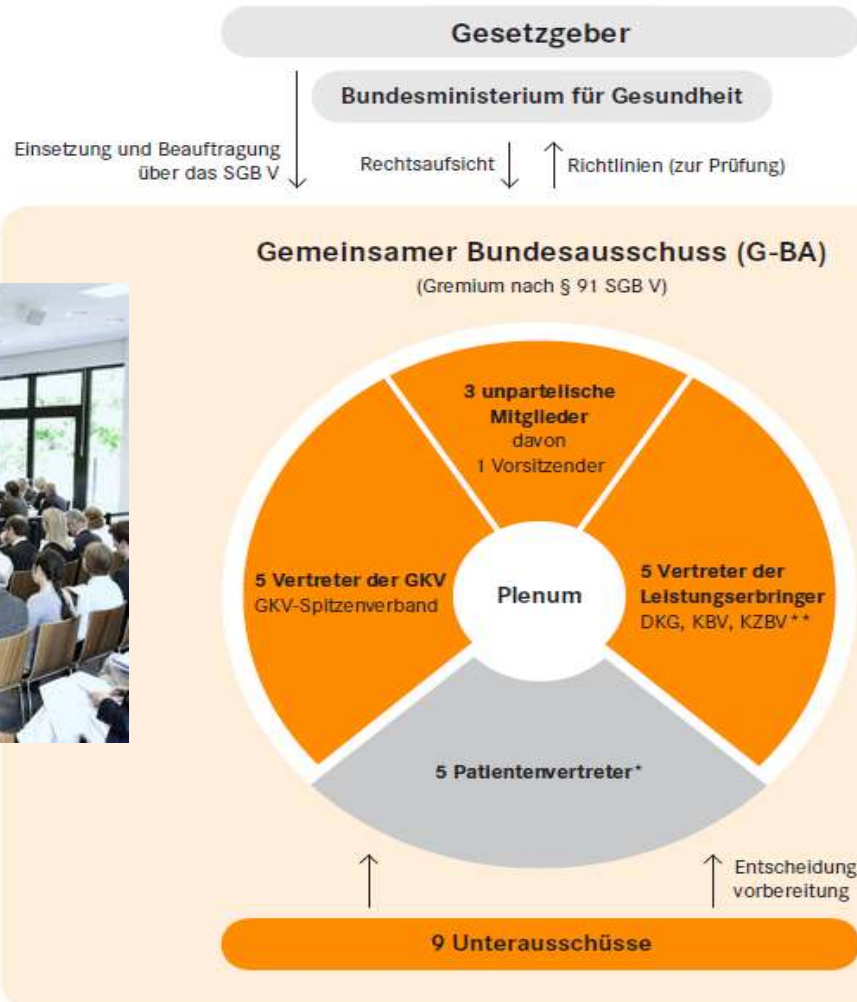 Gesetzgeber
Bundesministerium für Gesundheit
Einsetzung und Beauftragung
über das SGB V
Rechtsaufsicht
Richtlinien (zur Prüfung)
Gemeinsamer Bundesausschuss (G-BA)
(Gremium nach § 91 SGB V)
3 unparteiische
Mitglieder
davon
1 Vorsitzender
5 Vertreter der GKV
GKV-Spitzenverband
Plenum
5 Vertreter der
Leistungserbringer
DKG, KBV, KZBV**
5 Patientenvertreter*
Entscheidung
vorbereitung
9 Unterausschüsse